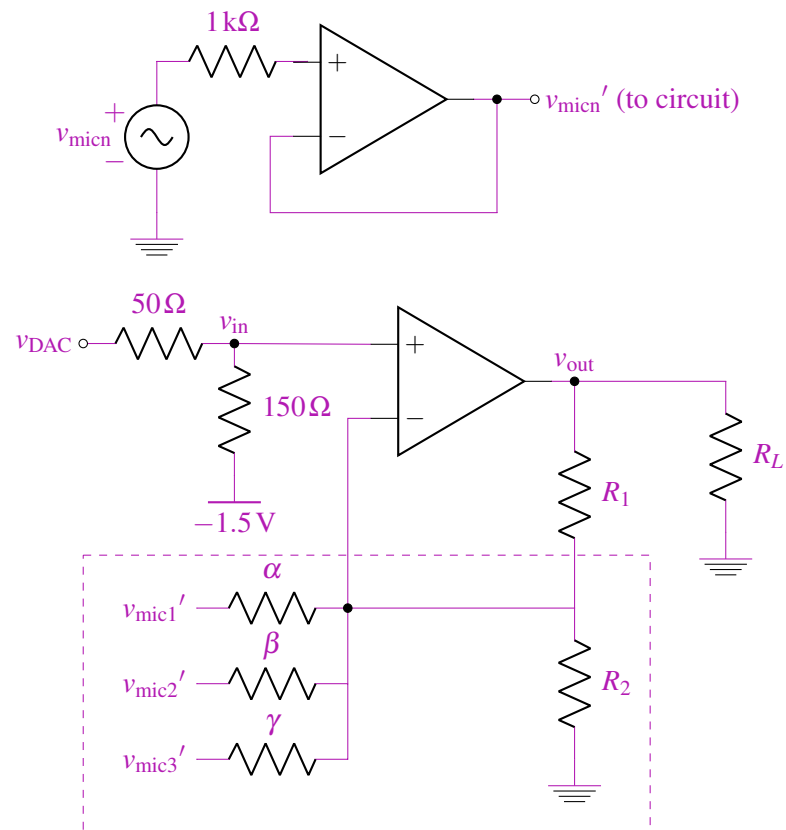 1 kΩ
+
−
+
v_micn
−
v_micn′ (to circuit)
50 Ω
v_DAC
v_in
+
−
v_out
150 Ω
−1.5 V
R_L
R_1
α
v_mic1′
β
v_mic2′
R_2
γ
v_mic3′